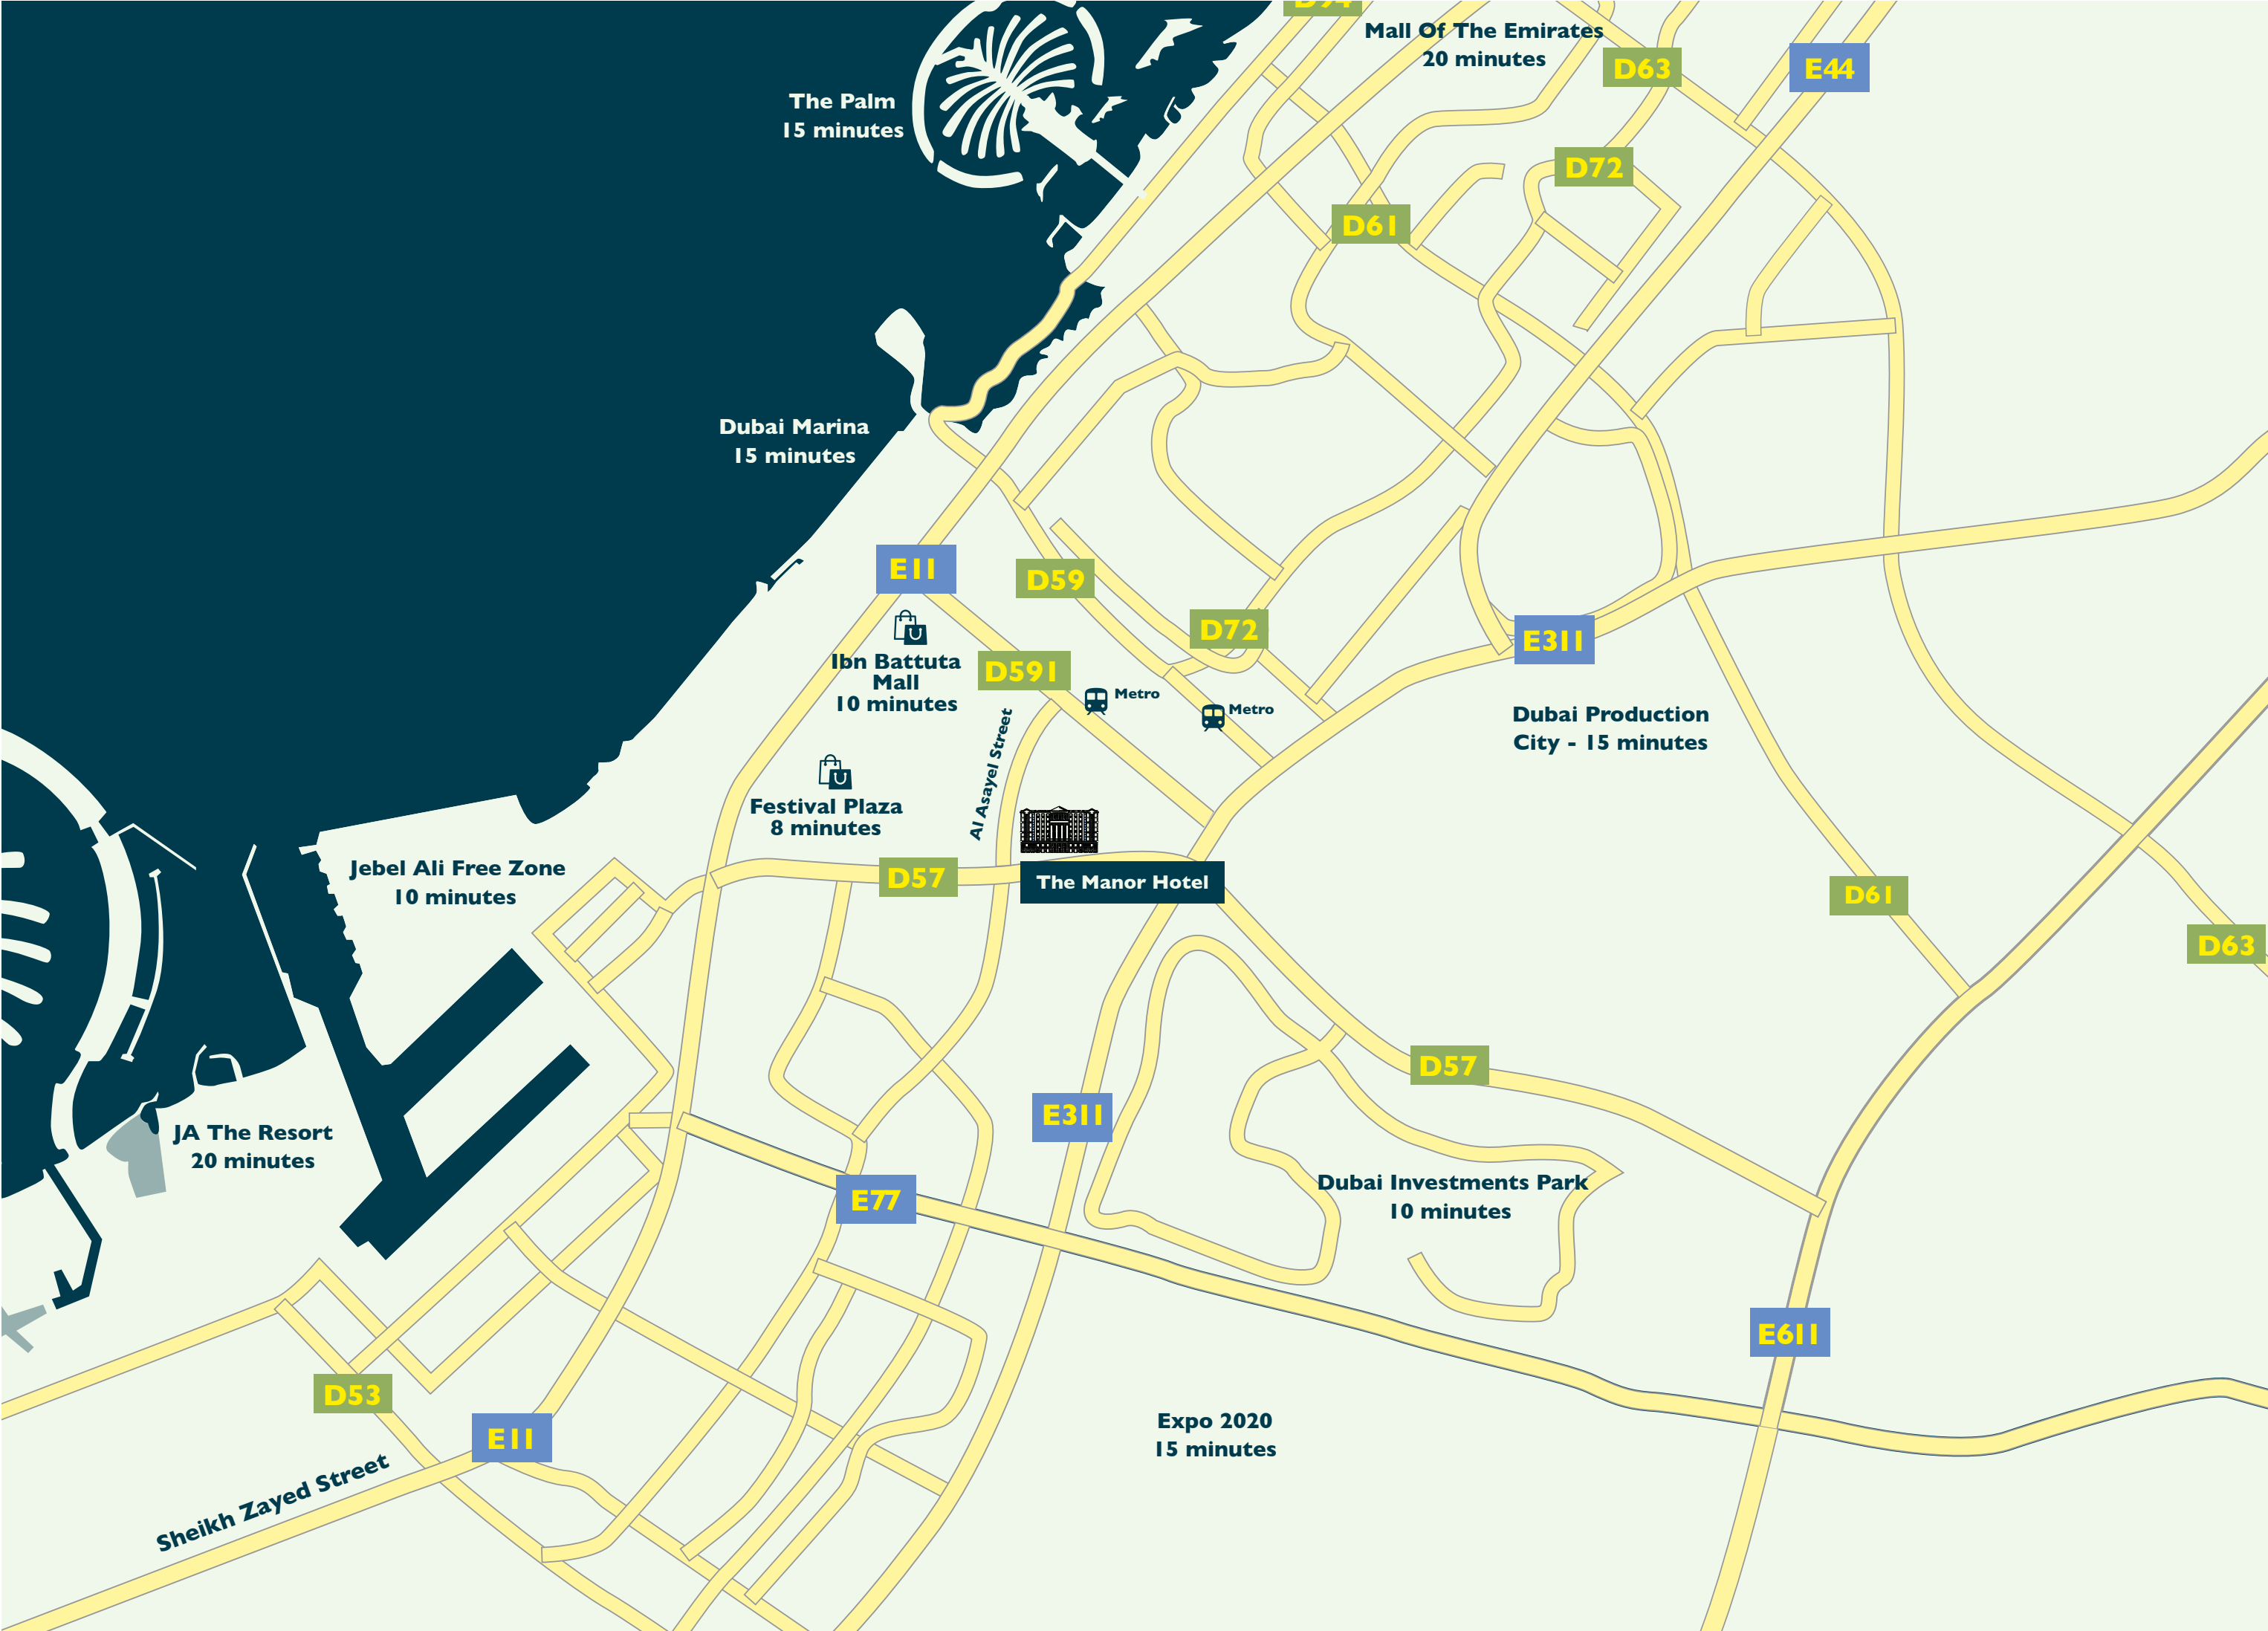 D94
Mall Of The Emirates
20 minutes
D63
E44
The Palm
15 minutes
D72
D61
Dubai Marina
15 minutes
E11
D59
D72
E311
Ibn Battuta
Mall
10 minutes
D591
Metro
Metro
Dubai Production
City - 15 minutes
Al Asayel Street
Festival Plaza
8 minutes
Jebel Ali Free Zone
10 minutes
D57
The Manor Hotel
D61
D63
D57
E311
JA The Resort
20 minutes
E77
Dubai Investments Park
10 minutes
E611
D53
E11
Expo 2020
15 minutes
Sheikh Zayed Street